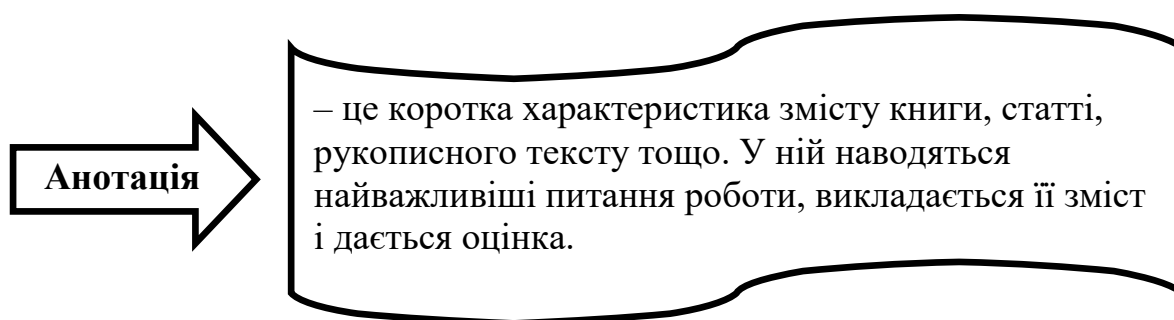 Анотація
– це коротка характеристика змісту книги, статті,
рукописного тексту тощо. У ній наводяться
найважливіші питання роботи, викладається її зміст
і дається оцінка.